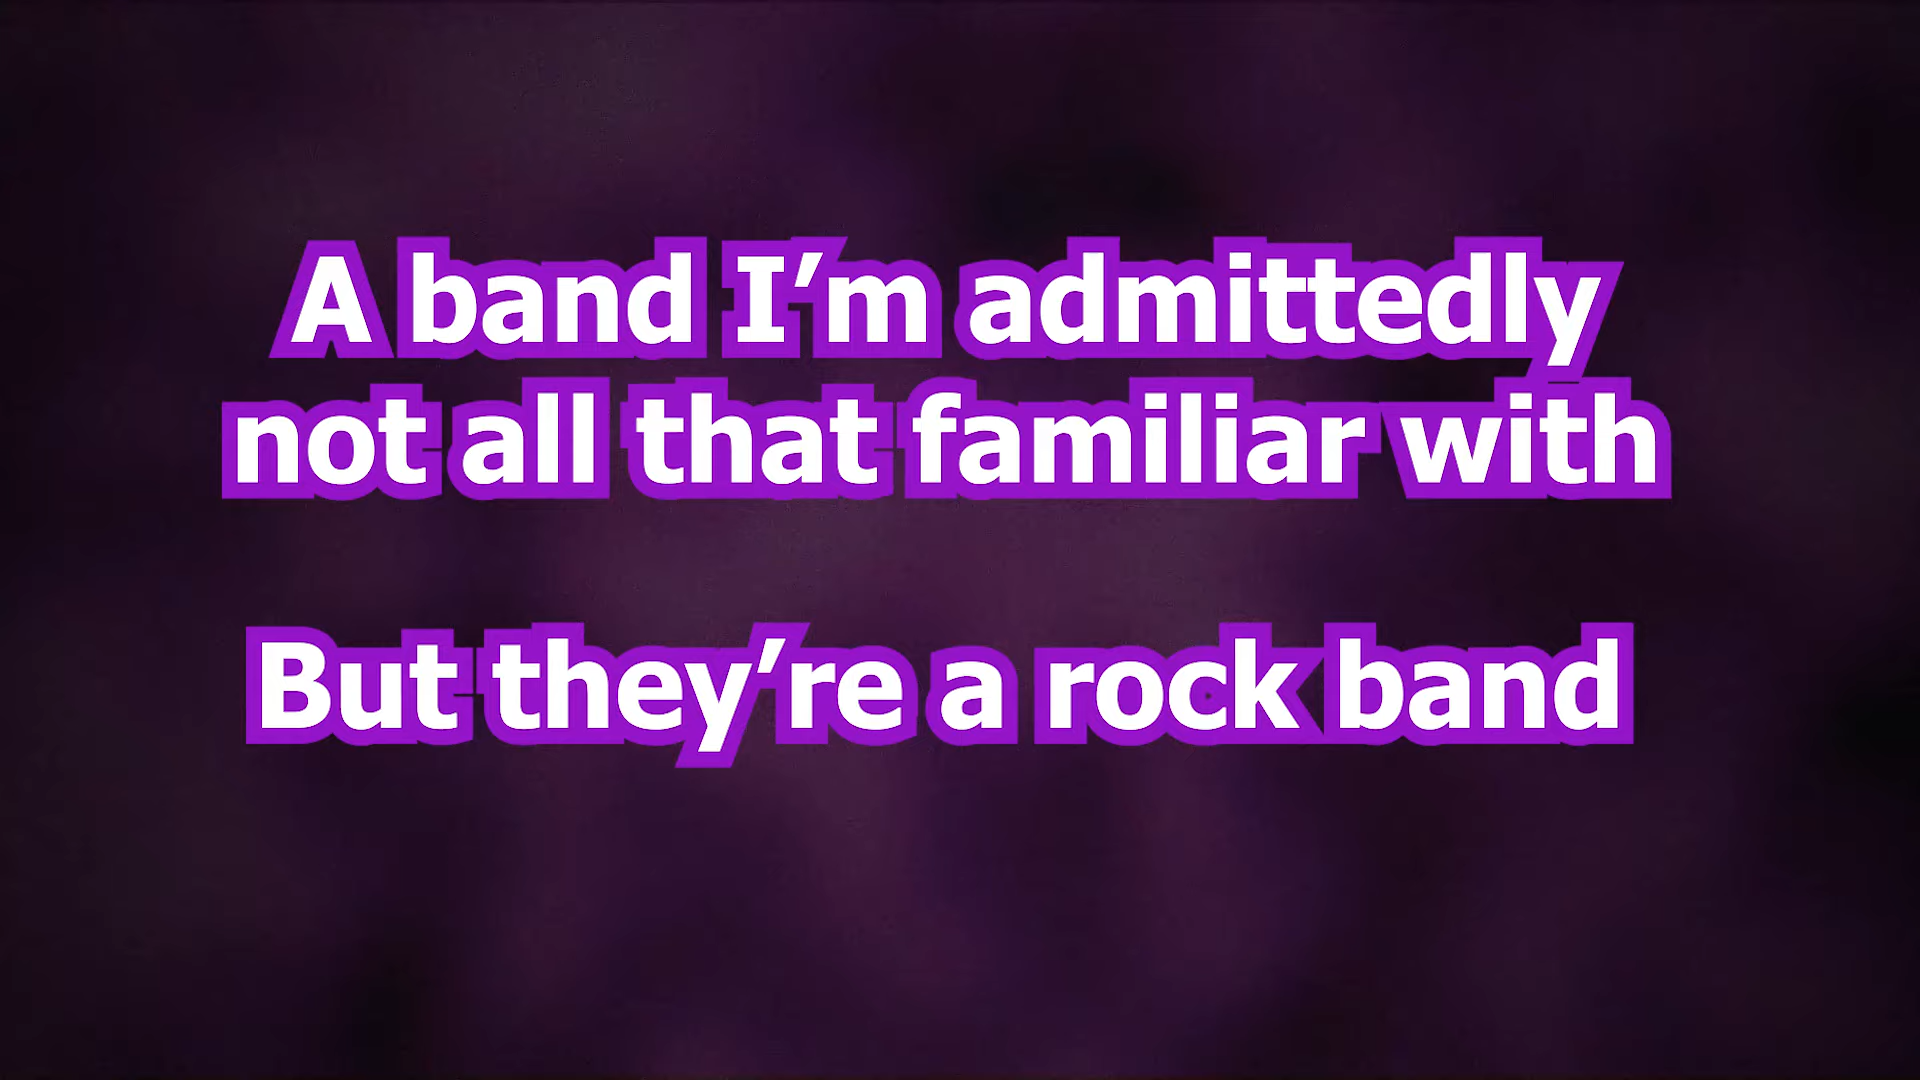 A band I’m admittedly
not all that familiar with
But they’re a rock band